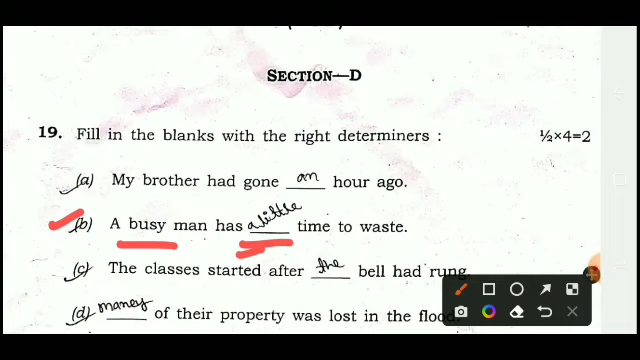 SECTION—D
19. Fill in the blanks with the right determiners : ½×4=2
(a) My brother had gone an hour ago.
(b) A busy man has a little time to waste.
(c) The classes started after the bell had rung.
(d) maney of their property was lost in the flood